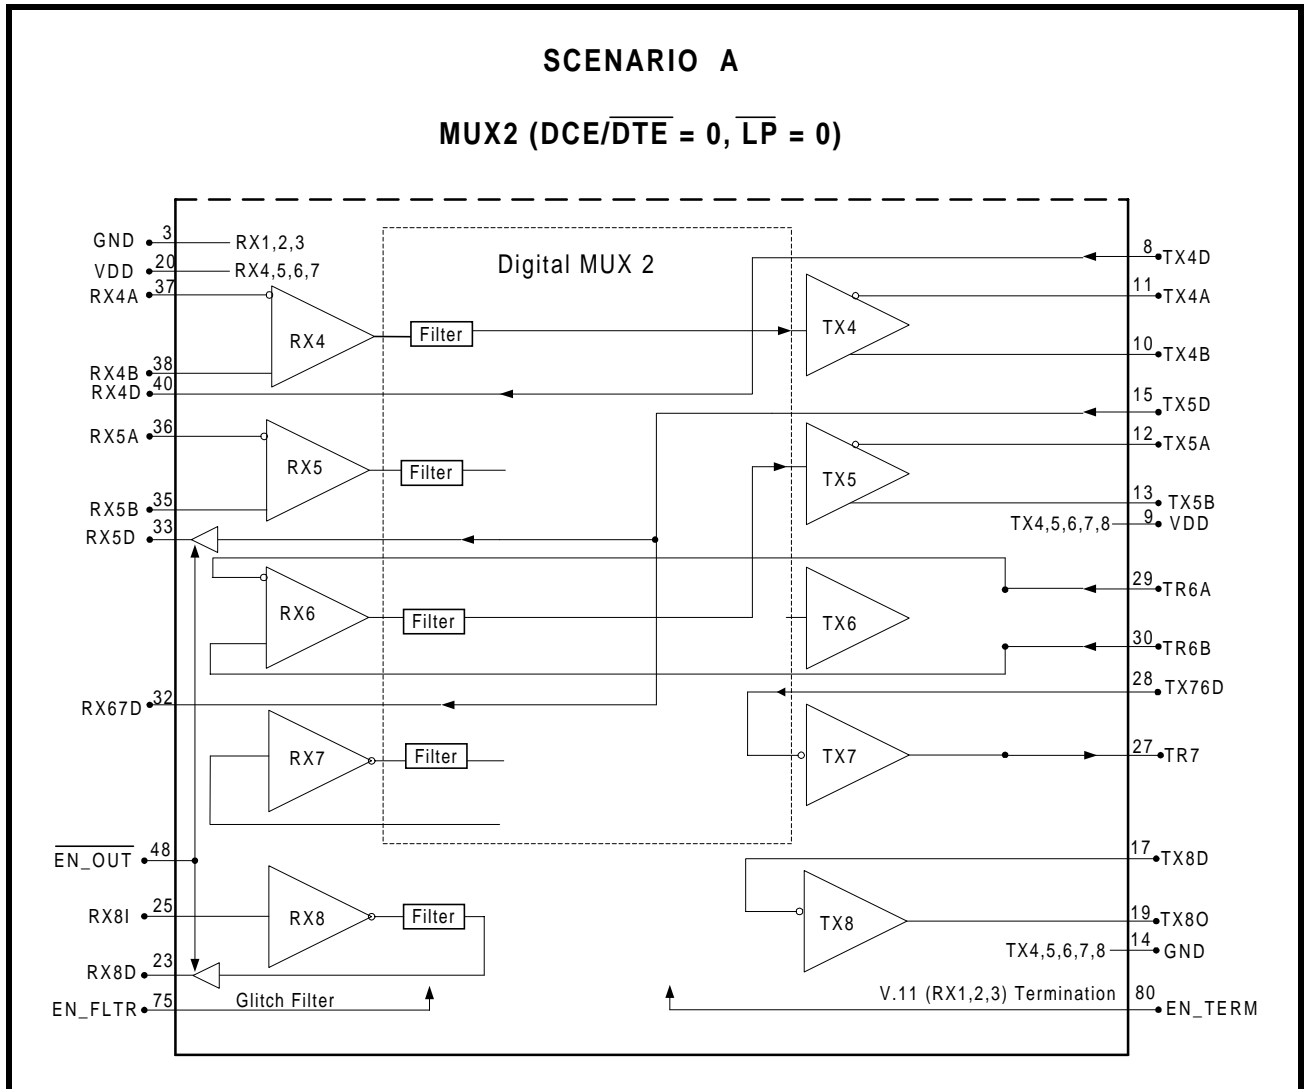 SCENARIO A
MUX2 (DCE/DTE = 0, LP = 0)
GND 3 RX1,2,3
VDD 20 RX4,5,6,7
Digital MUX 2
8 TX4D
RX4A 37
11 TX4A
RX4 Filter TX4
10 TX4B
RX4B 38
RX4D 40
15 TX5D
RX5A 36
12 TX5A
RX5 Filter TX5
RX5B 35
13 TX5B
TX4,5,6,7,8 9 VDD
RX5D 33
29 TR6A
RX6 Filter TX6
30 TR6B
28 TX76D
RX67D 32
RX7 Filter TX7
27 TR7
EN_OUT 48
17 TX8D
RX8I 25
RX8 Filter TX8
19 TX8O
TX4,5,6,7,8 14 GND
RX8D 23
EN_FLTR 75 Glitch Filter
V.11 (RX1,2,3) Termination 80 EN_TERM